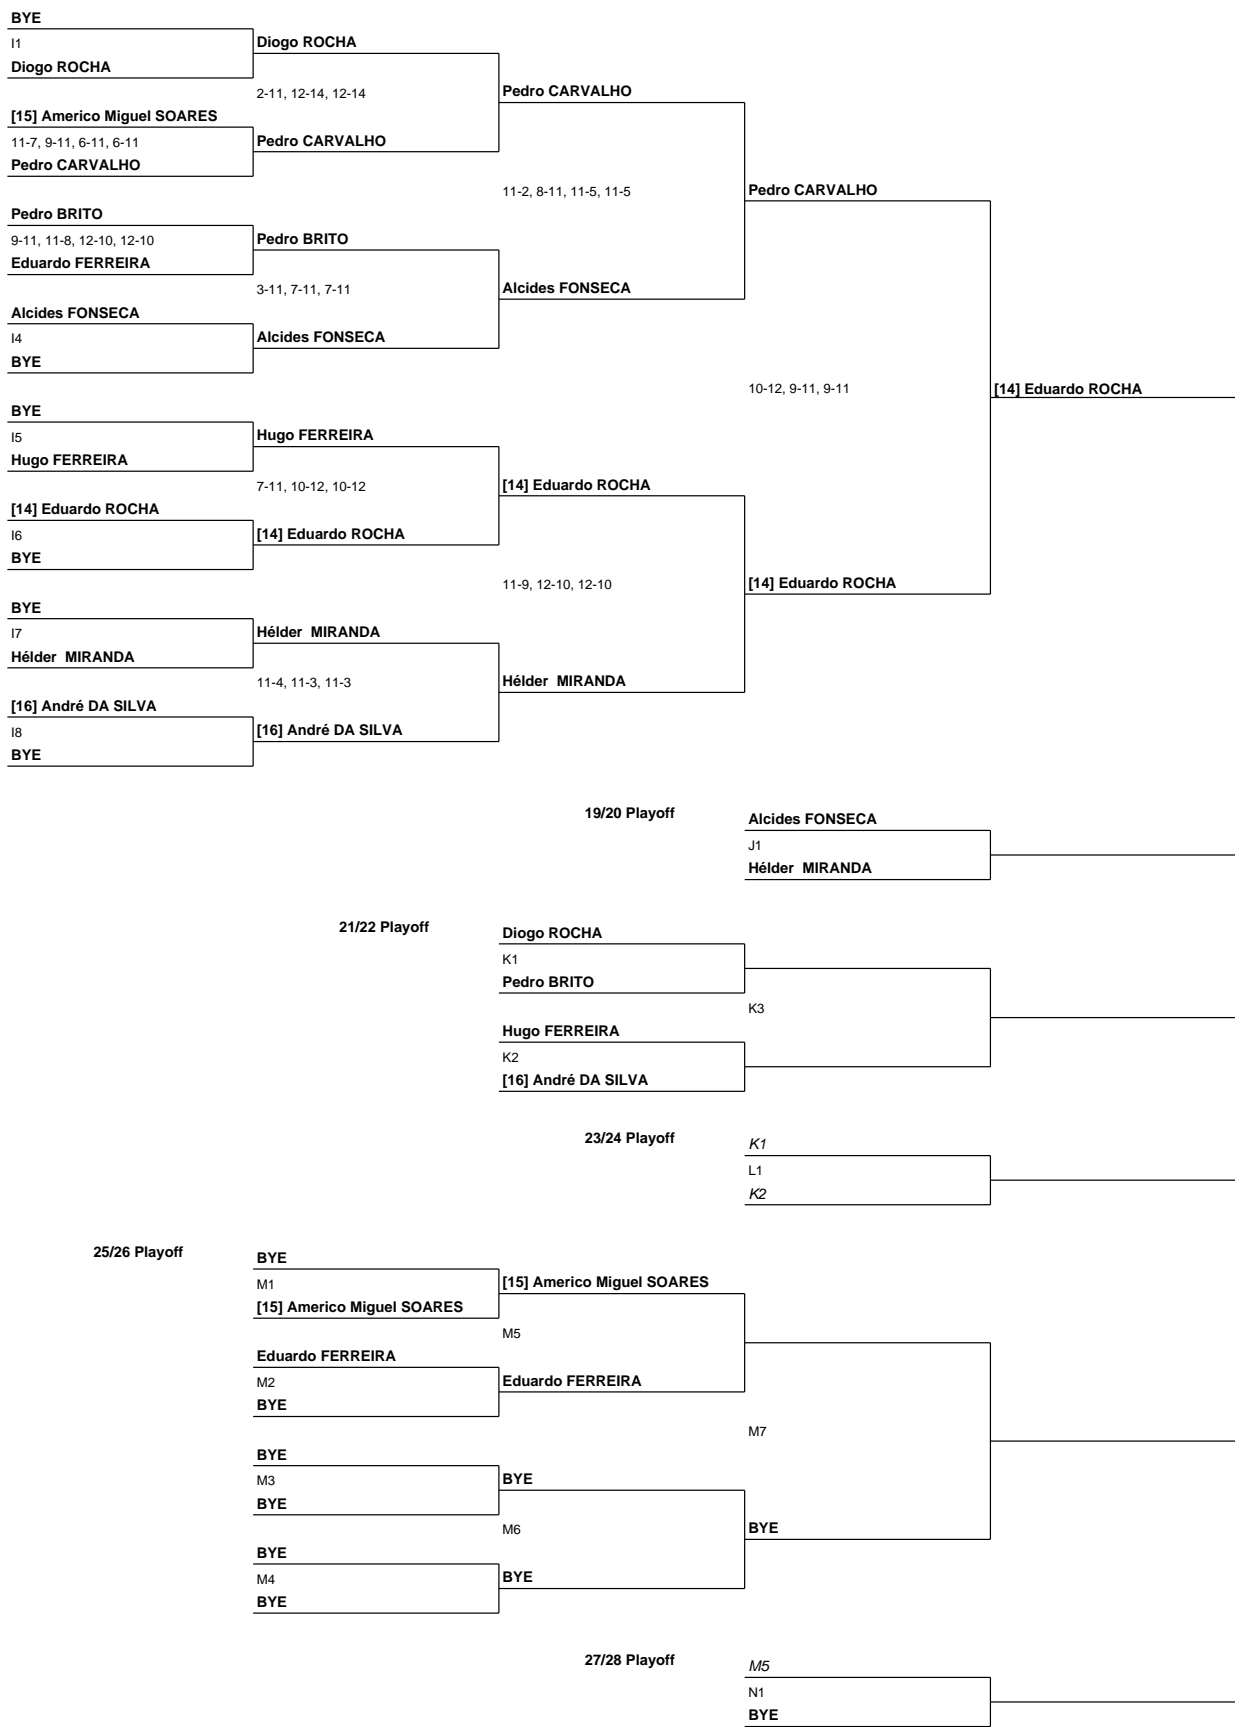 BYE
I1
Diogo ROCHA
Diogo ROCHA
2-11, 12-14, 12-14
Pedro CARVALHO
[15] Americo Miguel SOARES
11-7, 9-11, 6-11, 6-11
Pedro CARVALHO
Pedro CARVALHO
11-2, 8-11, 11-5, 11-5
Pedro CARVALHO
Pedro BRITO
9-11, 11-8, 12-10, 12-10
Pedro BRITO
Eduardo FERREIRA
3-11, 7-11, 7-11
Alcides FONSECA
Alcides FONSECA
I4
Alcides FONSECA
BYE
10-12, 9-11, 9-11
[14] Eduardo ROCHA
BYE
I5
Hugo FERREIRA
Hugo FERREIRA
7-11, 10-12, 10-12
[14] Eduardo ROCHA
[14] Eduardo ROCHA
I6
[14] Eduardo ROCHA
BYE
11-9, 12-10, 12-10
[14] Eduardo ROCHA
BYE
I7
Hélder  MIRANDA
Hélder  MIRANDA
11-4, 11-3, 11-3
Hélder  MIRANDA
[16] André DA SILVA
I8
[16] André DA SILVA
BYE
19/20 Playoff
Alcides FONSECA
J1
Hélder  MIRANDA
21/22 Playoff
Diogo ROCHA
K1
Pedro BRITO
K3
Hugo FERREIRA
K2
[16] André DA SILVA
23/24 Playoff
K1
L1
K2
25/26 Playoff
BYE
M1
[15] Americo Miguel SOARES
[15] Americo Miguel SOARES
M5
Eduardo FERREIRA
M2
Eduardo FERREIRA
BYE
M7
BYE
M3
BYE
BYE
M6
BYE
BYE
M4
BYE
BYE
27/28 Playoff
M5
N1
BYE